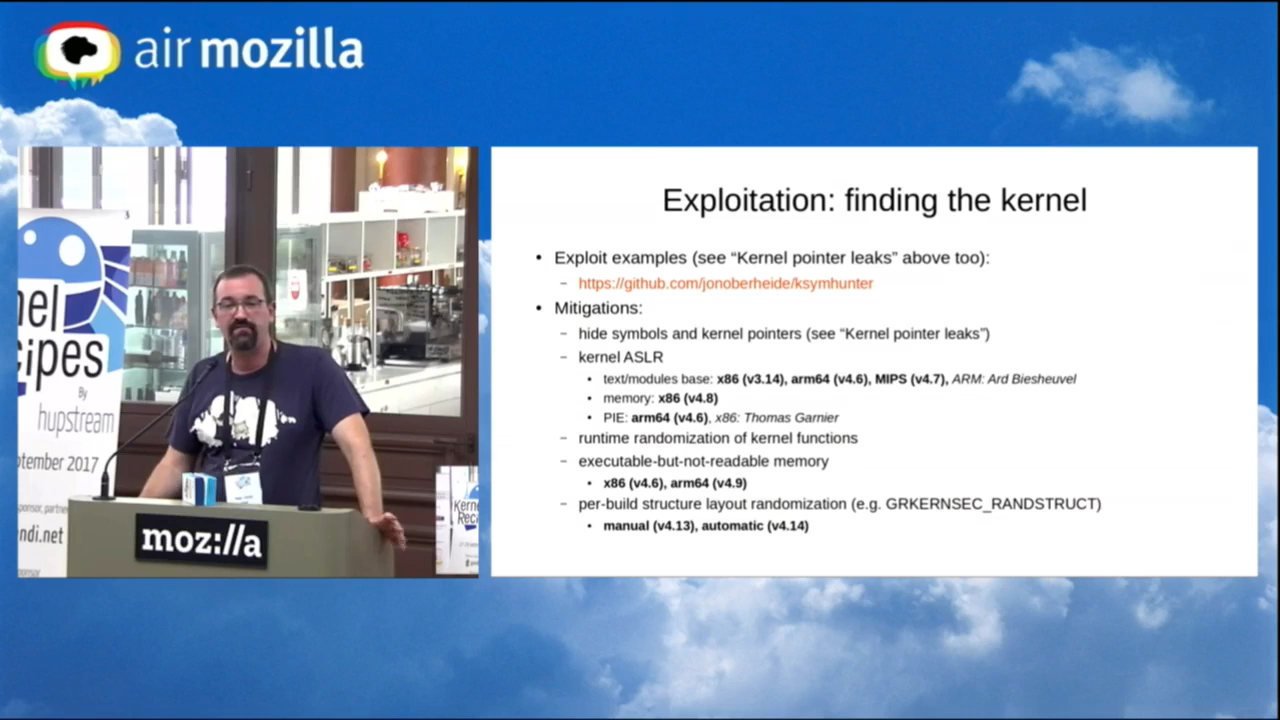 air mozilla
nel
cipes
By
hupstream
tember 2017
ndi.net
moz://a
Exploitation: finding the kernel
• Exploit examples (see “Kernel pointer leaks” above too):
– https://github.com/jonoberheide/ksymhunter
• Mitigations:
– hide symbols and kernel pointers (see “Kernel pointer leaks”)
– kernel ASLR
• text/modules base: x86 (v3.14), arm64 (v4.6), MIPS (v4.7), ARM: Ard Biesheuvel
• memory: x86 (v4.8)
• PIE: arm64 (v4.6), x86: Thomas Garnier
– runtime randomization of kernel functions
– executable-but-not-readable memory
• x86 (v4.6), arm64 (v4.9)
– per-build structure layout randomization (e.g. GRKERNSEC_RANDSTRUCT)
• manual (v4.13), automatic (v4.14)